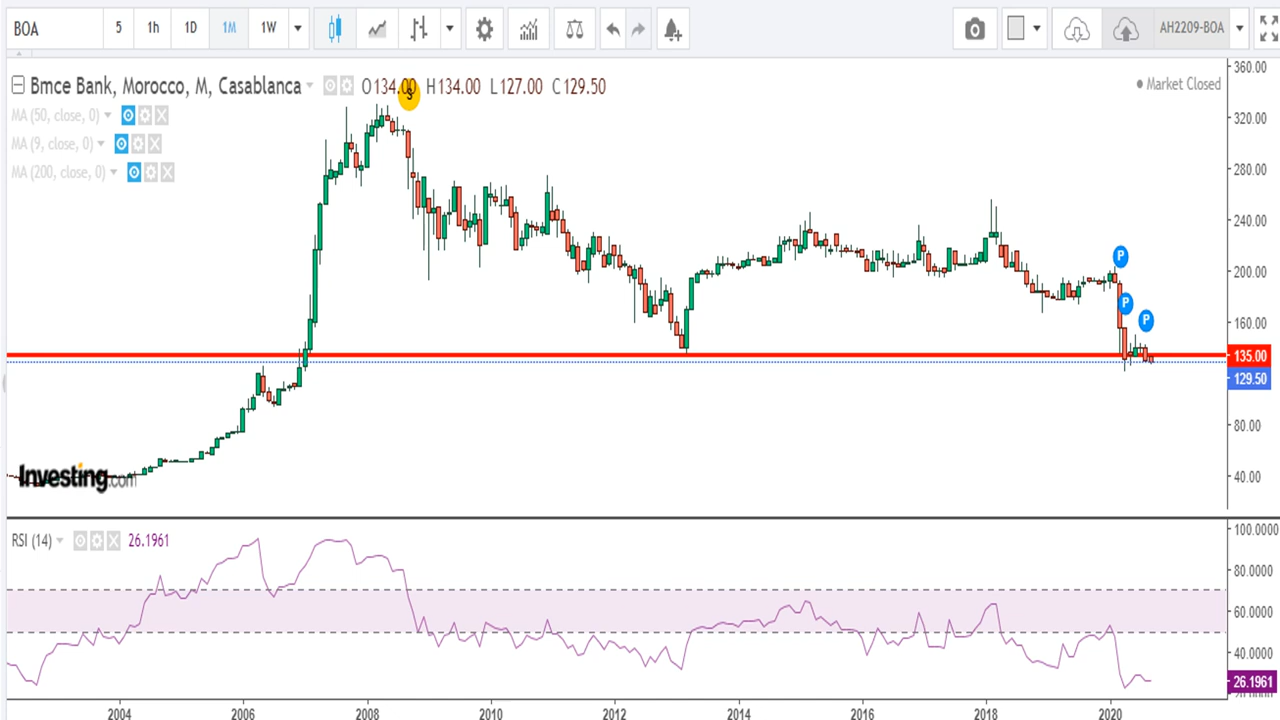 BOA 5 1h 1D 1M 1W AH2209-BOA
Bmce Bank, Morocco, M, Casablanca O134.00 H134.00 L127.00 C129.50 Market Closed
S
MA (50, close, 0)
MA (9, close, 0)
MA (200, close, 0)
360.00
320.00
280.00
240.00
200.00
160.00
135.00
129.50
80.00
40.00
P
P
P
Investing.com
RSI (14) 26.1961
100.0000
80.0000
60.0000
40.0000
26.1961
2004 2006 2008 2010 2012 2014 2016 2018 2020